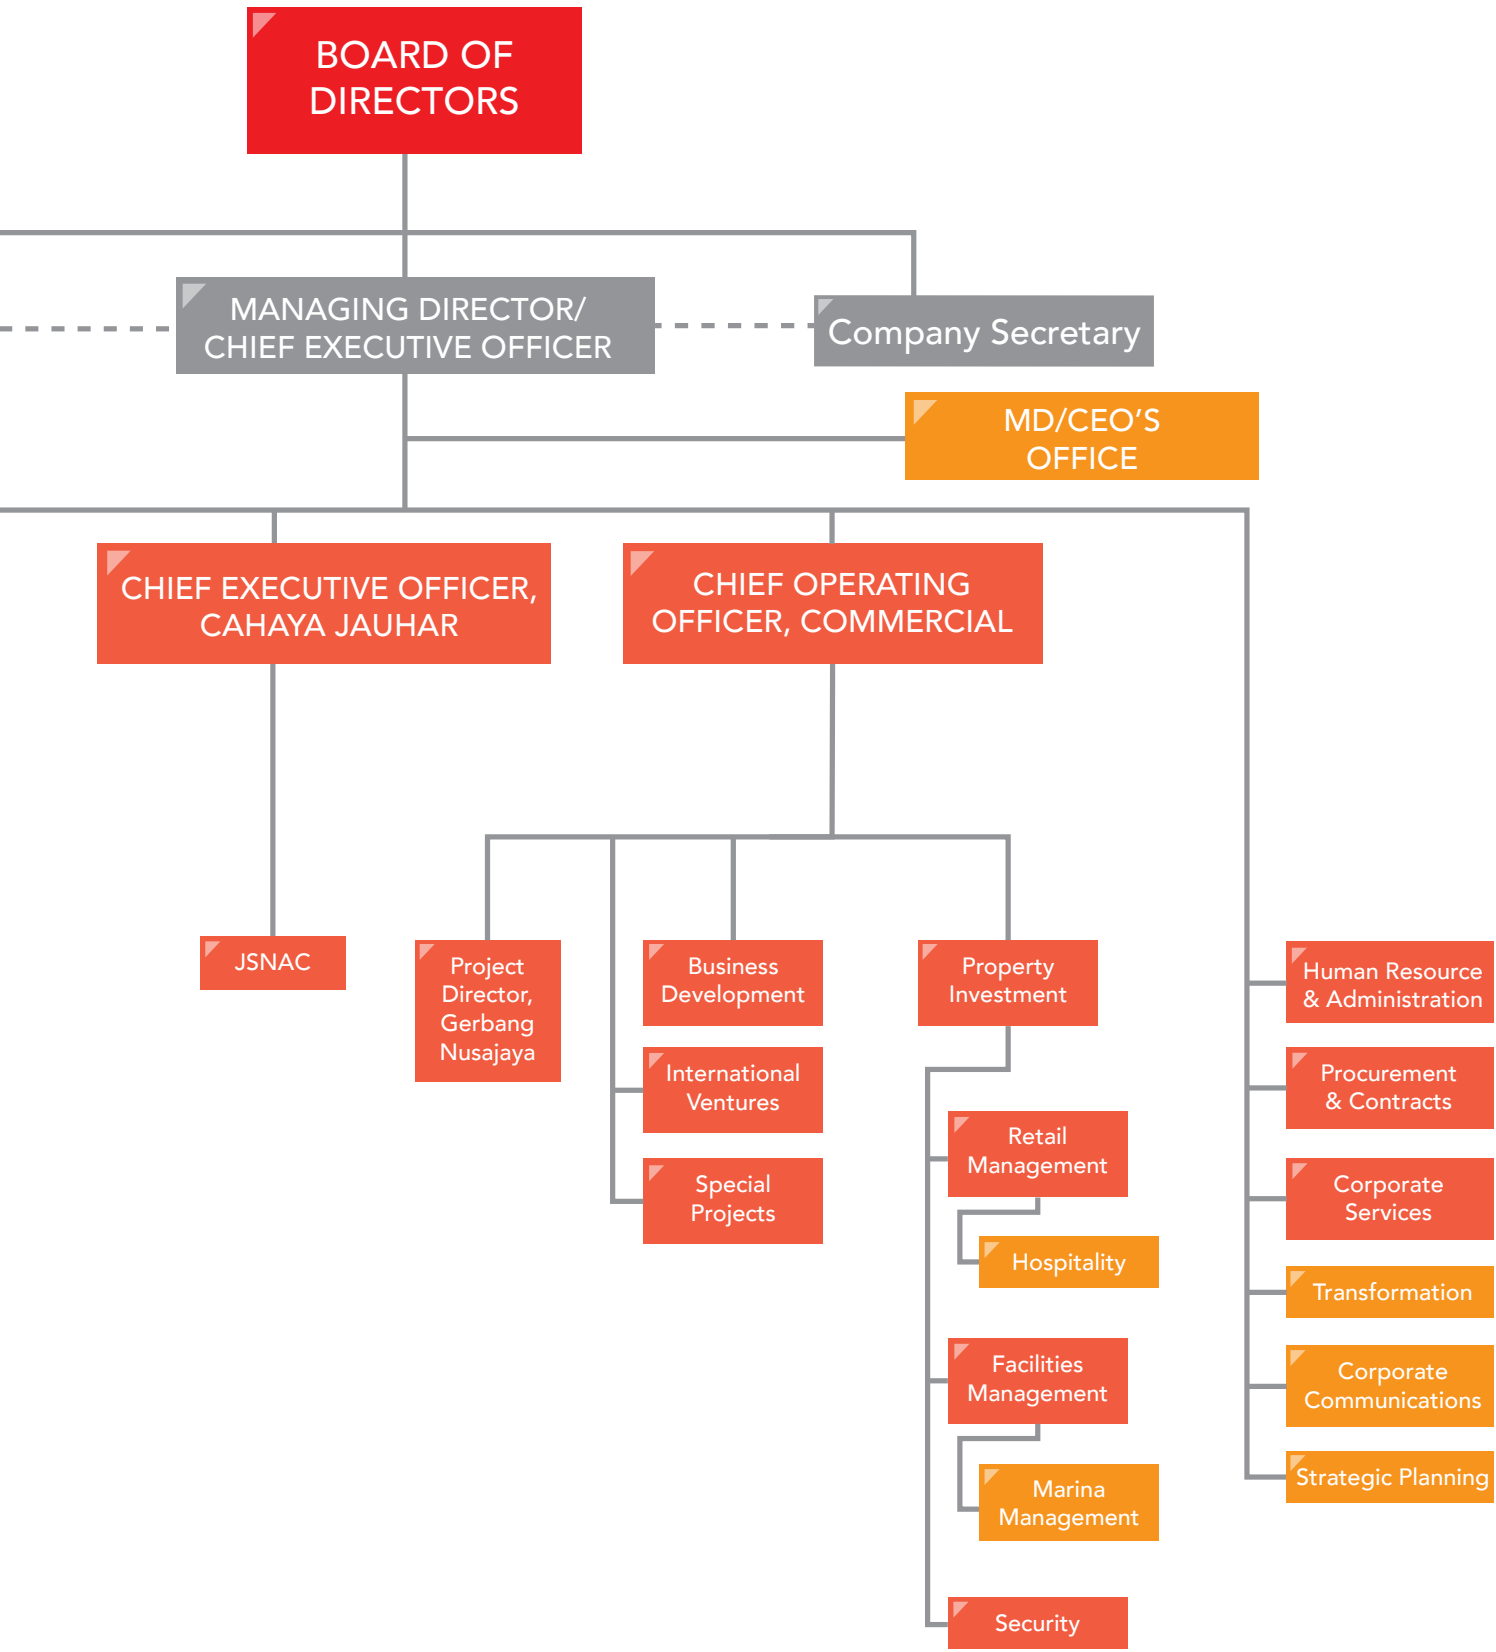 BOARD OF
DIRECTORS
MANAGING DIRECTOR/
CHIEF EXECUTIVE OFFICER
Company Secretary
MD/CEO’S
OFFICE
CHIEF EXECUTIVE OFFICER,
CAHAYA JAUHAR
CHIEF OPERATING
OFFICER, COMMERCIAL
JSNAC
Project
Director,
Gerbang
Nusajaya
Business
Development
International
Ventures
Special
Projects
Property
Investment
Retail
Management
Hospitality
Facilities
Management
Marina
Management
Security
Human Resource
& Administration
Procurement
& Contracts
Corporate
Services
Transformation
Corporate
Communications
Strategic Planning